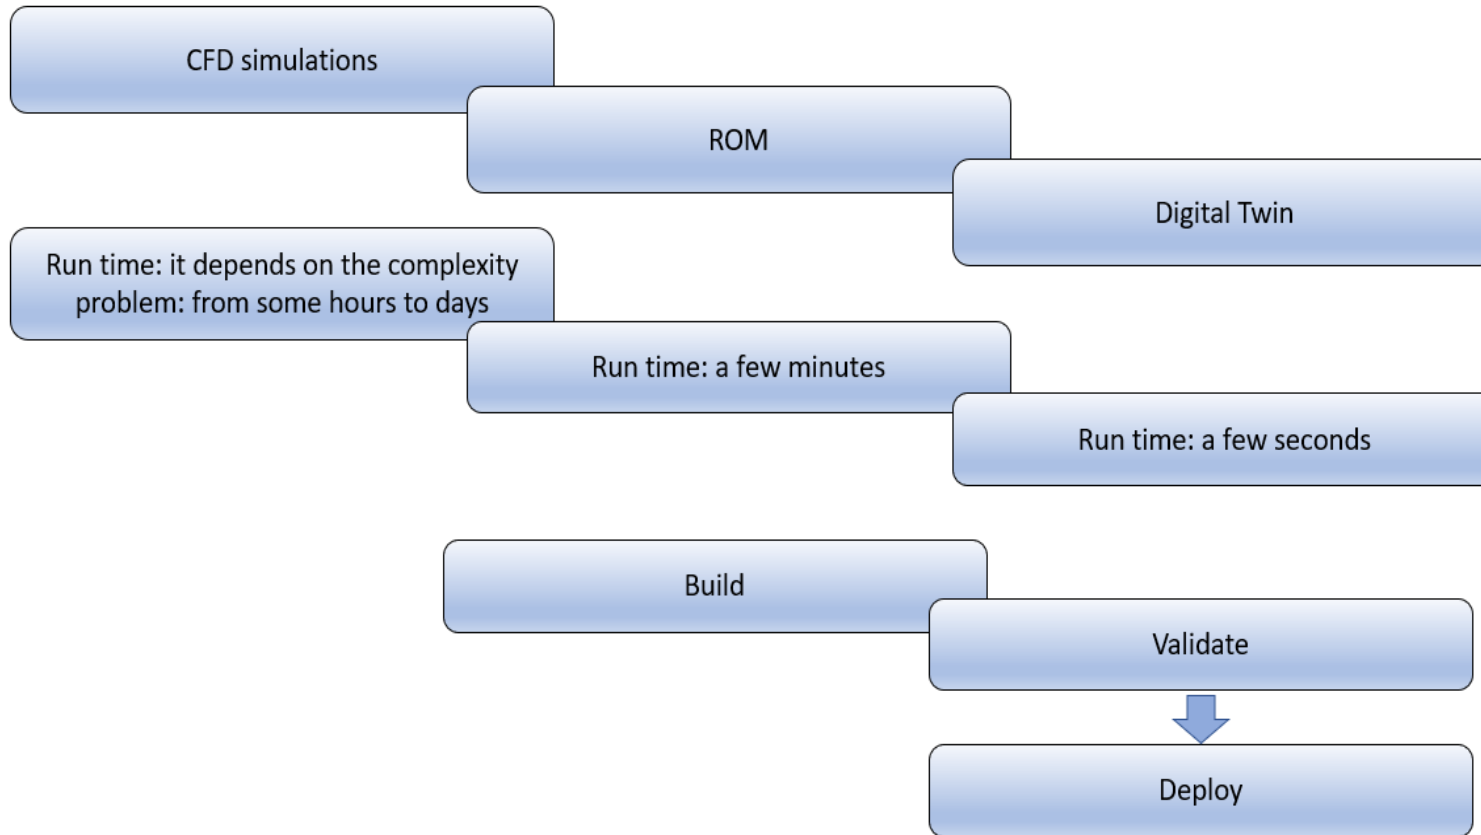 CFD simulations
ROM
Digital Twin
Run time: it depends on the complexity
problem: from some hours to days
Run time: a few minutes
Run time: a few seconds
Build
Validate
Deploy